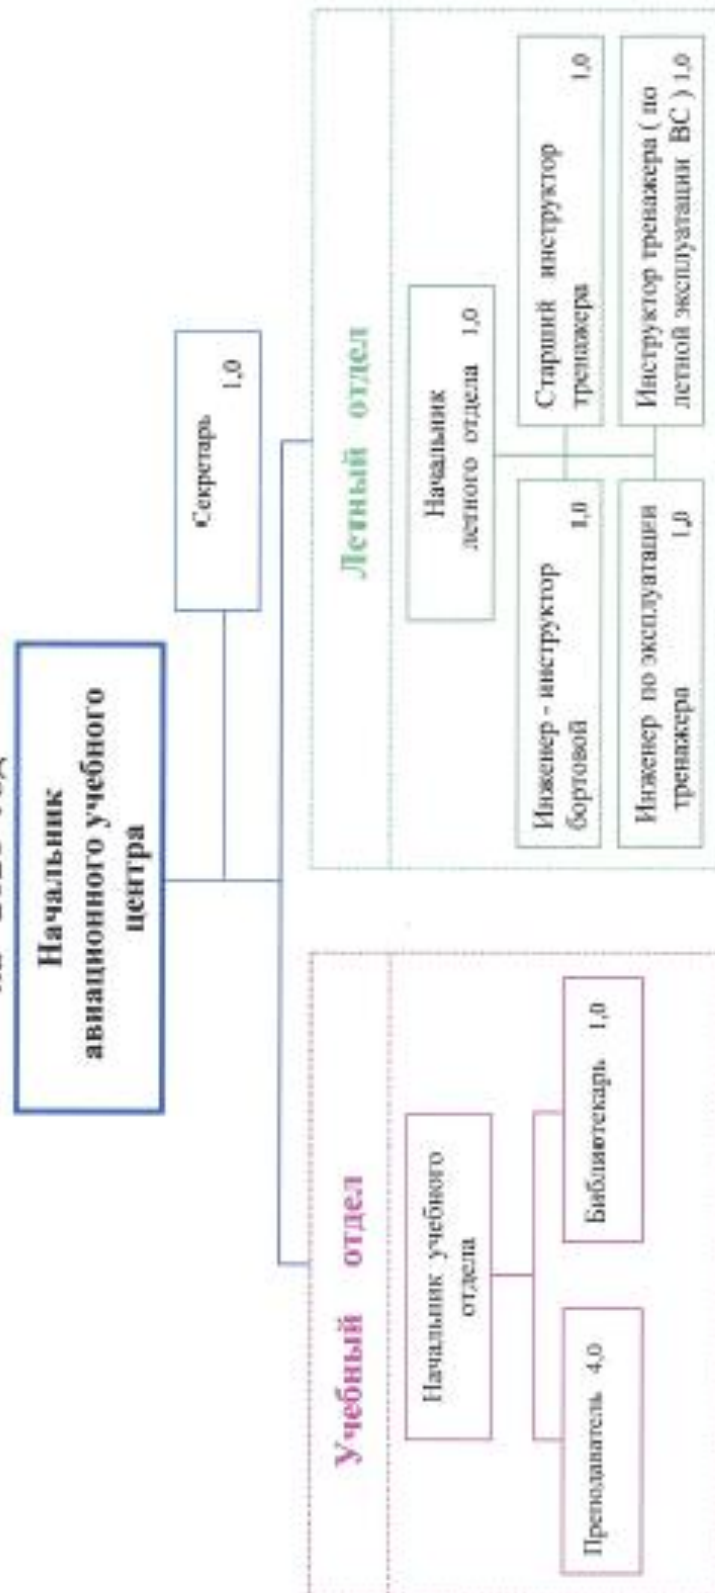 Начальник
авиационного учебного
центра
Секретарь
1,0
Учебный отдел
Начальник учебного
отдела
Преподаватель 4,0
Библиотекарь 1,0
Летный отдел
Начальник
летного отдела 1,0
Инженер - инструктор
бортовой 1,0
Старший инструктор
тренажера 1,0
Инженер по эксплуатации
тренажера 1,0
Инструктор тренажера ( по
летной эксплуатации ВС ) 1,0